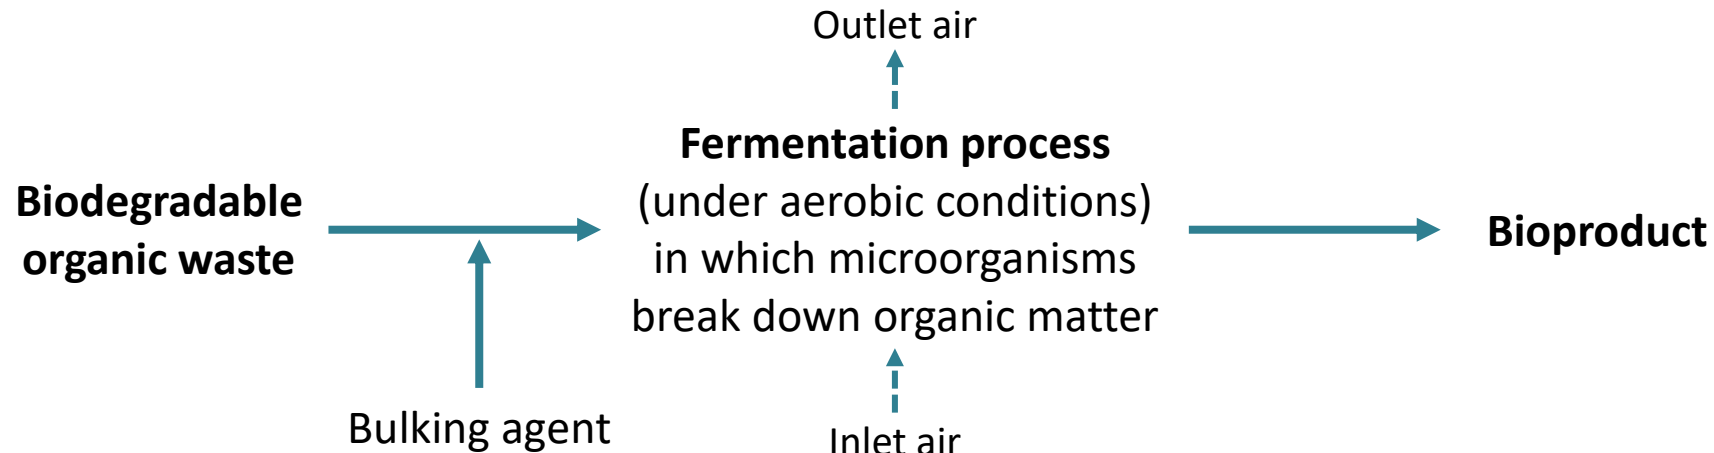 Outlet air
Fermentation process
(under aerobic conditions)
in which microorganisms
break down organic matter
Biodegradable
organic waste
Bioproduct
Bulking agent
Inlet air